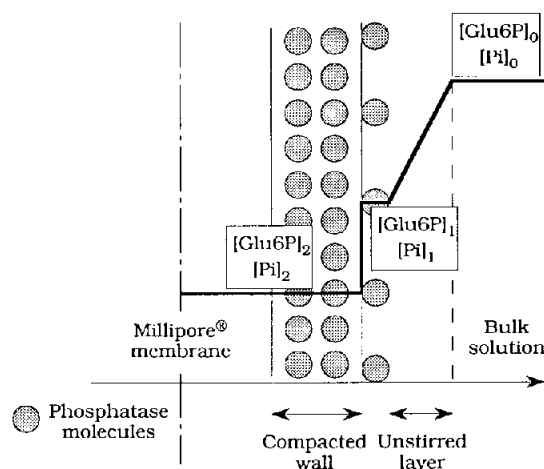 [Glu6P]0
[Pi]0
[Glu6P]2
[Pi]2
[Glu6P]1
[Pi]1
Millipore®
membrane
Bulk
solution
Phosphatase
molecules
Compacted
wall
Unstirred
layer